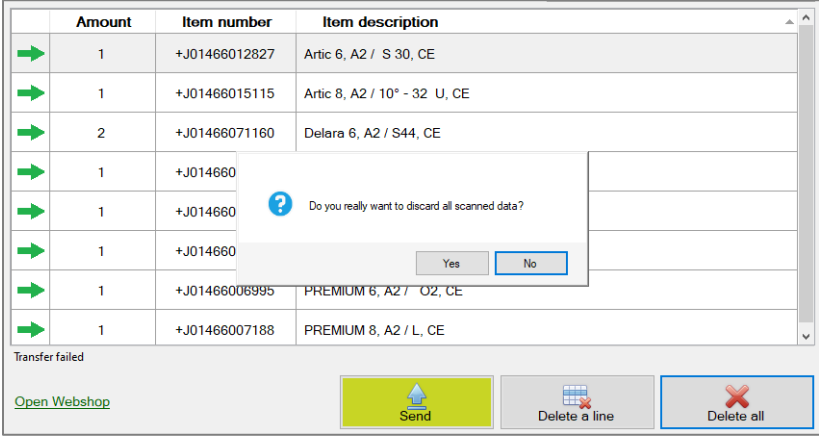 Amount Item number Item description
1 +J01466012827 Artic 6, A2 / S 30, CE
1 +J01466015115 Artic 8, A2 / 10° - 32 U, CE
2 +J01466071160 Delara 6, A2 / S44, CE
1 +J014660
1 +J014660
1 +J014660
Do you really want to discard all scanned data?
Yes No
1 +J01466006995 PREMIUM 6, A2 / O2, CE
1 +J01466007188 PREMIUM 8, A2 / L, CE
Transfer failed
Open Webshop
Send Delete a line Delete all